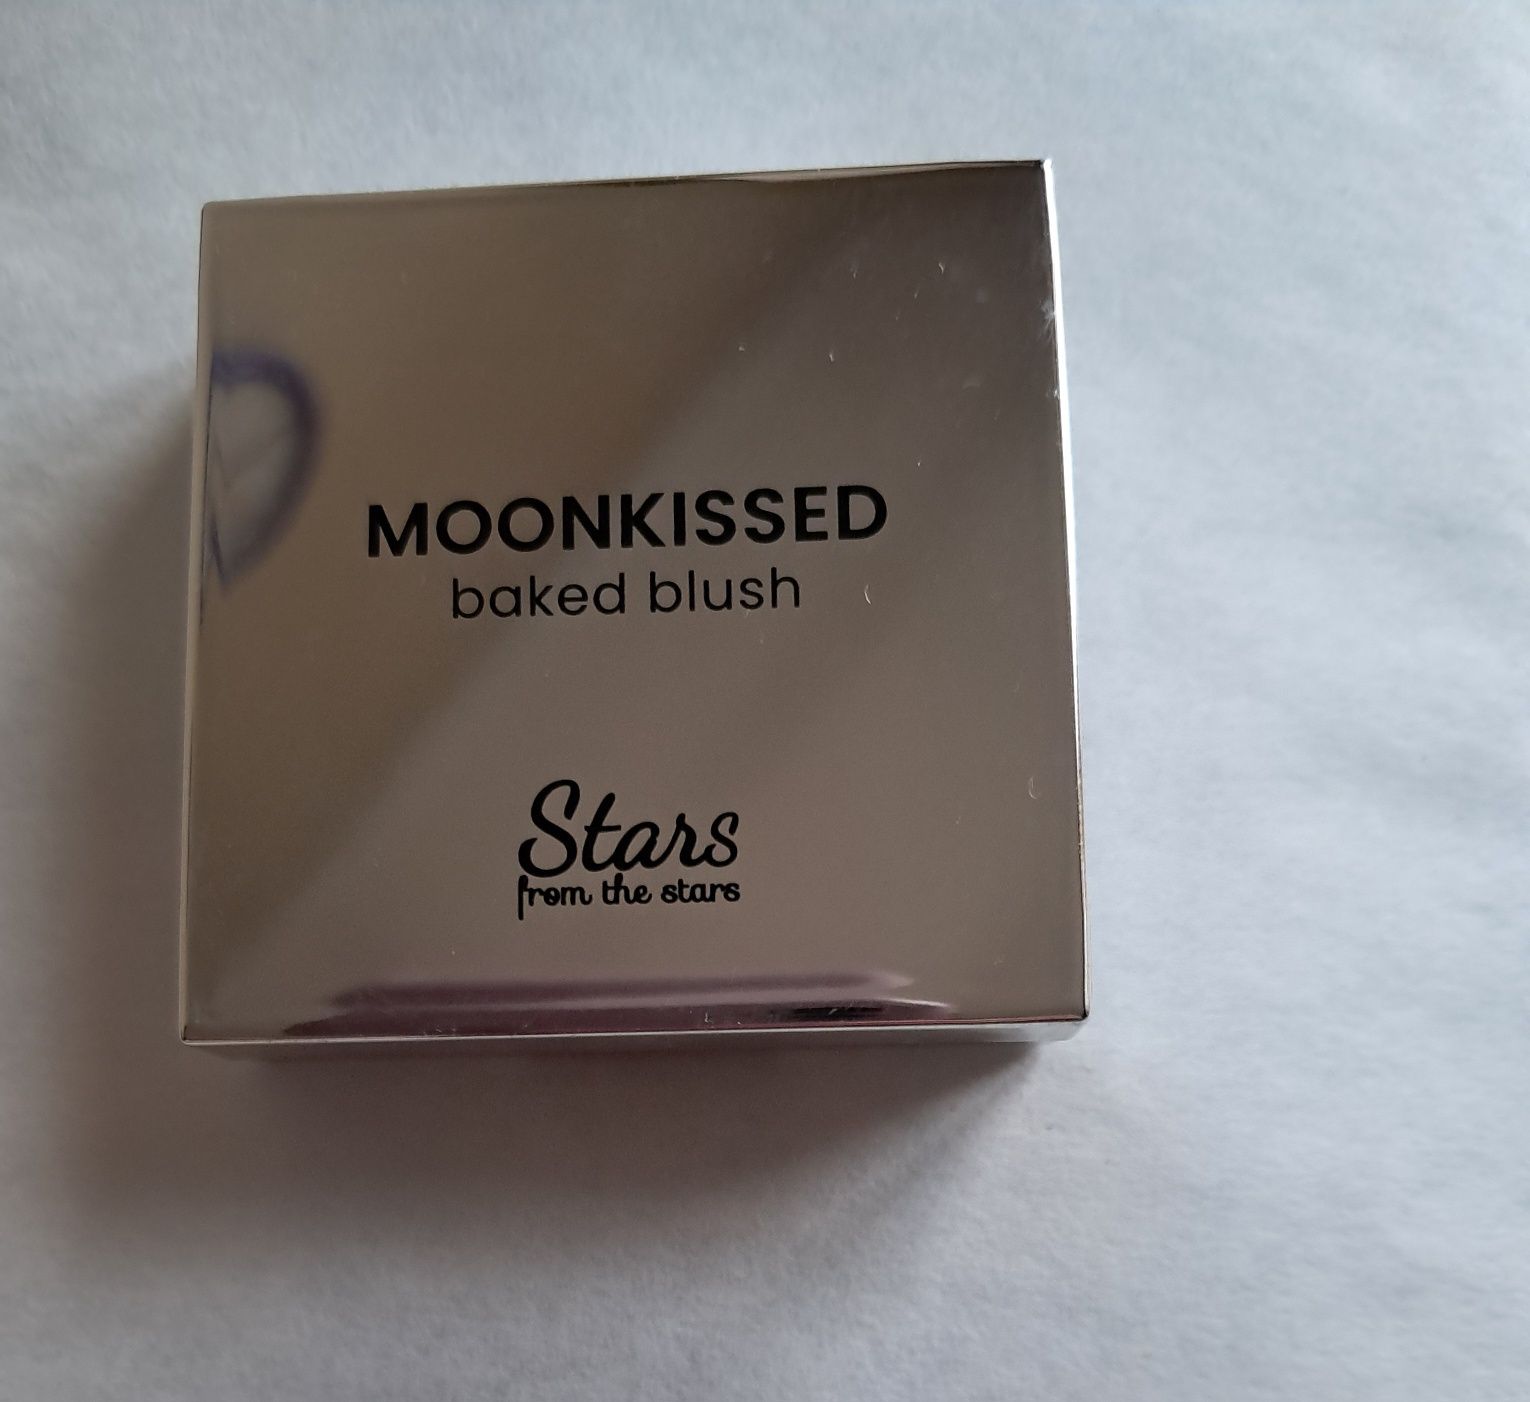 MOONKISSED
baked blush
Stars
from the stars